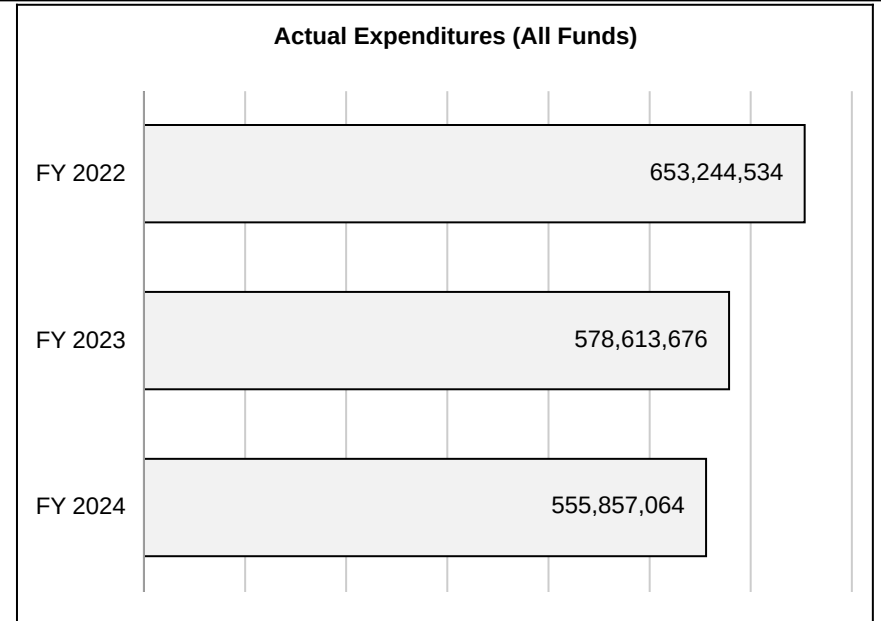 Actual Expenditures (All Funds)
FY 2022 653,244,534
FY 2023 578,613,676
FY 2024 555,857,064